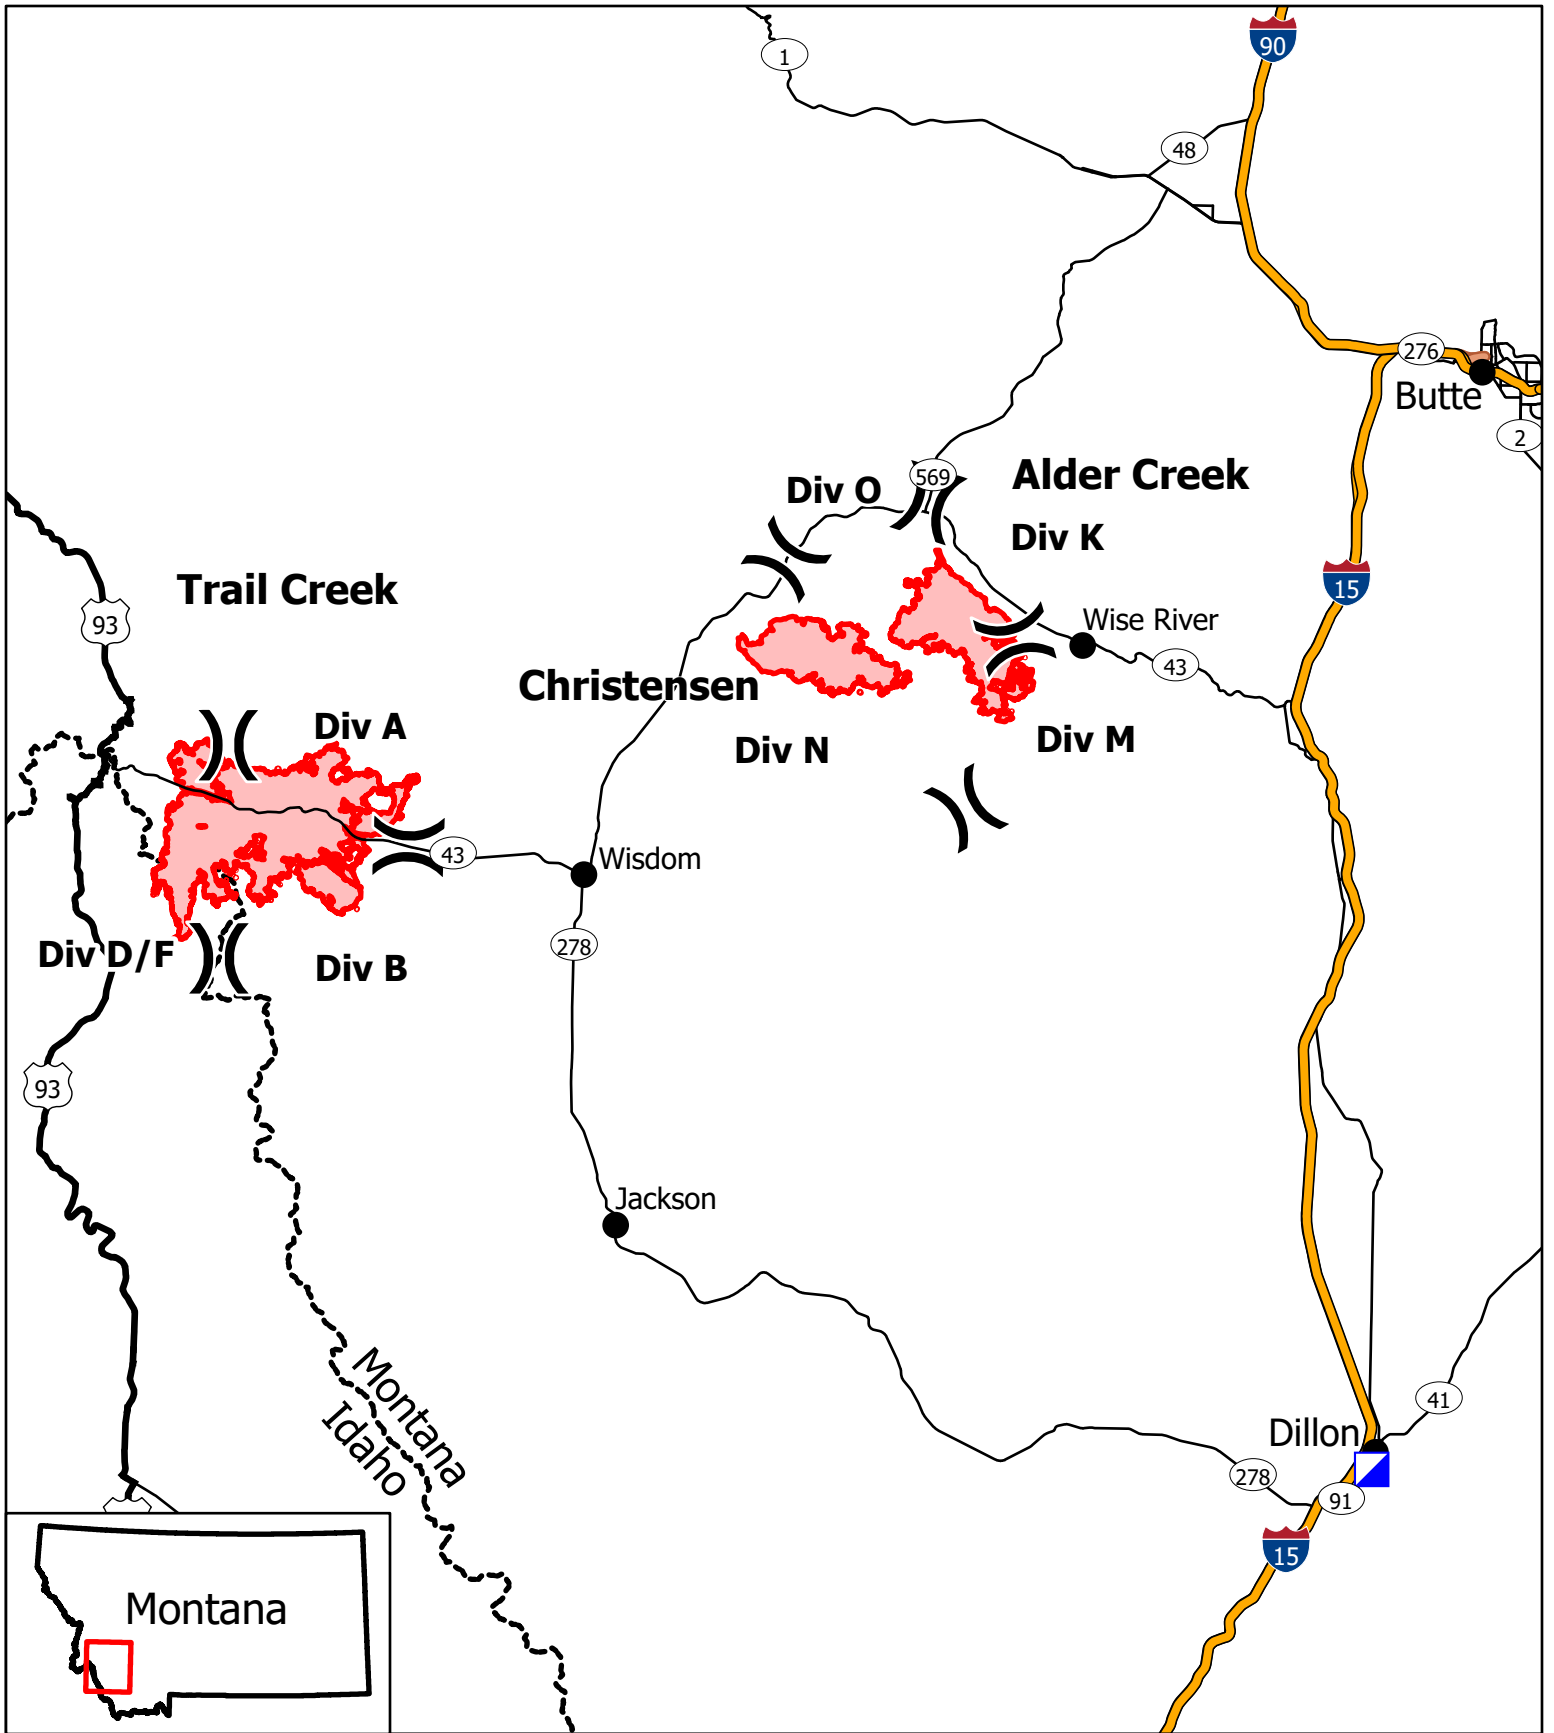 90
1
48
276
Butte
2
569
Div O
Alder Creek
Div K
15
Trail Creek
93
Wise River
43
Christensen
Div A
Div N
Div M
43
Wisdom
278
Div D/F
Div B
93
Jackson
Montana
Idaho
41
Dillon
278
91
15
Montana